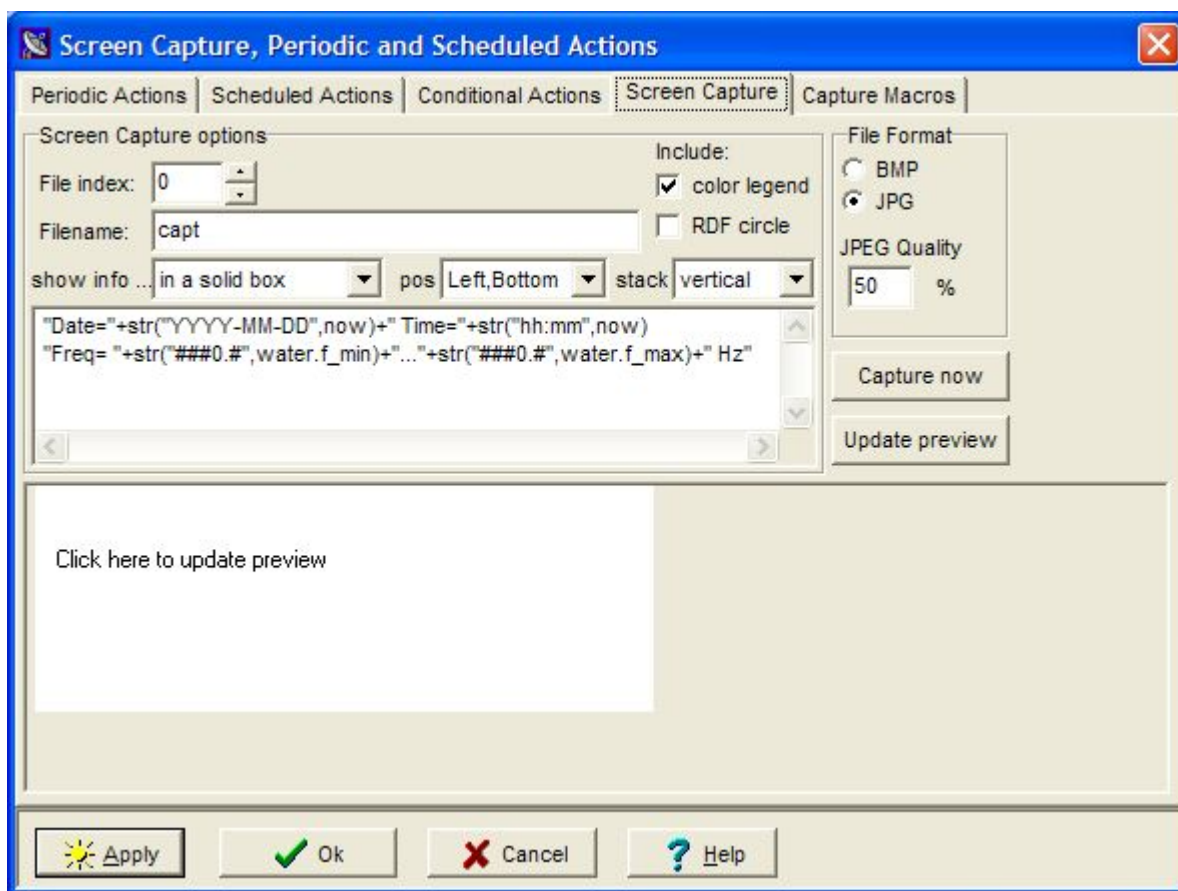 Screen Capture, Periodic and Scheduled Actions
Periodic Actions Scheduled Actions Conditional Actions Screen Capture Capture Macros
Screen Capture options
File index: 0
Filename: capt
Include:
color legend
RDF circle
show info ... in a solid box pos Left,Bottom stack vertical
"Date="+str("YYYY-MM-DD",now)+" Time="+str("hh:mm",now)
"Freq= "+str("###0.#",water.f_min)+"..."+str("###0.#",water.f_max)+" Hz"
File Format
BMP
JPG
JPEG Quality
50 %
Capture now
Update preview
Click here to update preview
Apply Ok Cancel Help